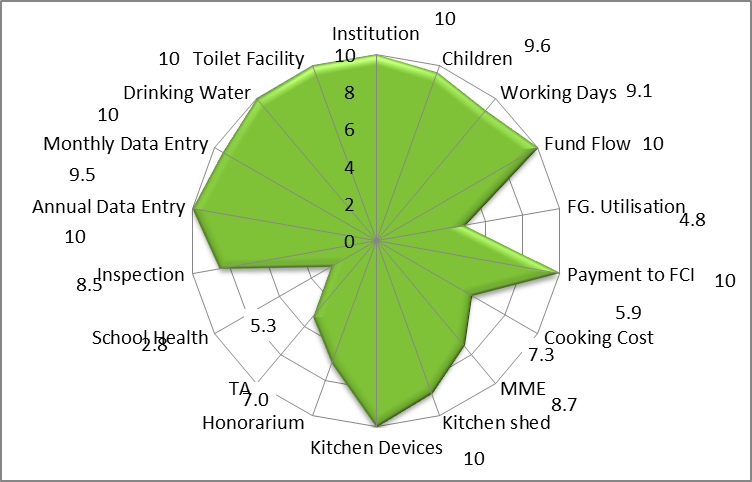 Institution 10
Children 9.6
Working Days 9.1
Fund Flow 10
FG. Utilisation 4.8
Payment to FCI 10
Cooking Cost 5.9
MME 7.3
Kitchen shed 8.7
Kitchen Devices 10
Honorarium 7.0
TA 5.3
School Health 2.8
Inspection 8.5
Annual Data Entry 10
Monthly Data Entry 9.5
Drinking Water 10
Toilet Facility 10
10
8
6
4
2
0